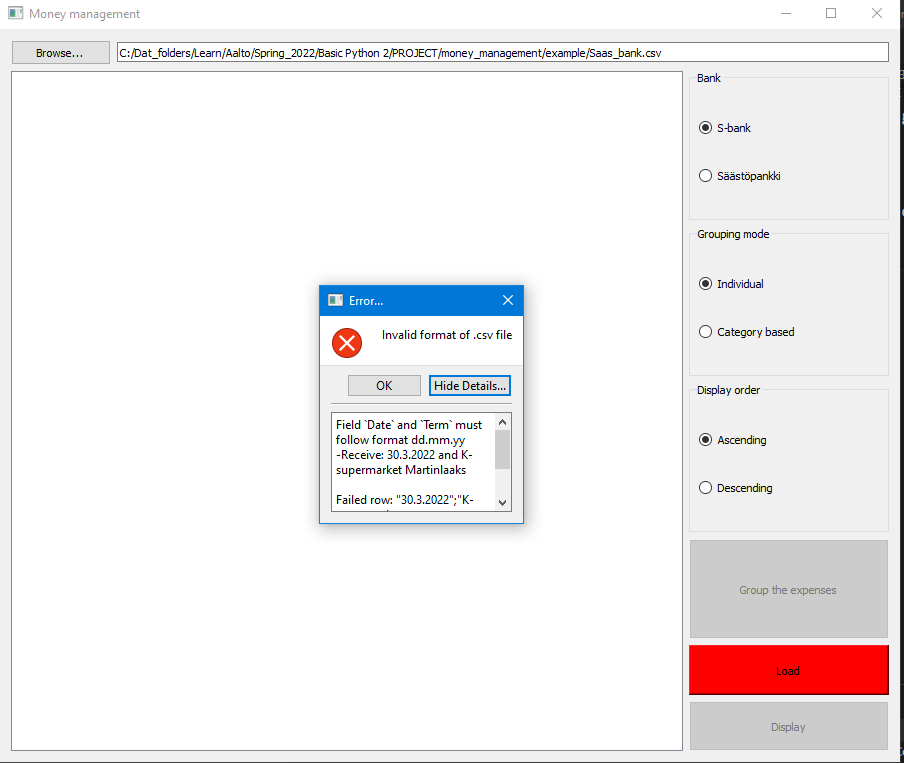 Money management
Browse...
C:/Dat_folders/Learn/Aalto/Spring_2022/Basic Python 2/PROJECT/money_management/example/Saas_bank.csv
Bank
S-bank
Säästöpankki
Grouping mode
Individual
Category based
Display order
Ascending
Descending
Group the expenses
Load
Display
Error...
Invalid format of .csv file
OK
Hide Details...
Field `Date` and `Term` must
follow format dd.mm.yy
-Receive: 30.3.2022 and K-
supermarket Martinlaaks
Failed row: "30.3.2022";"K-